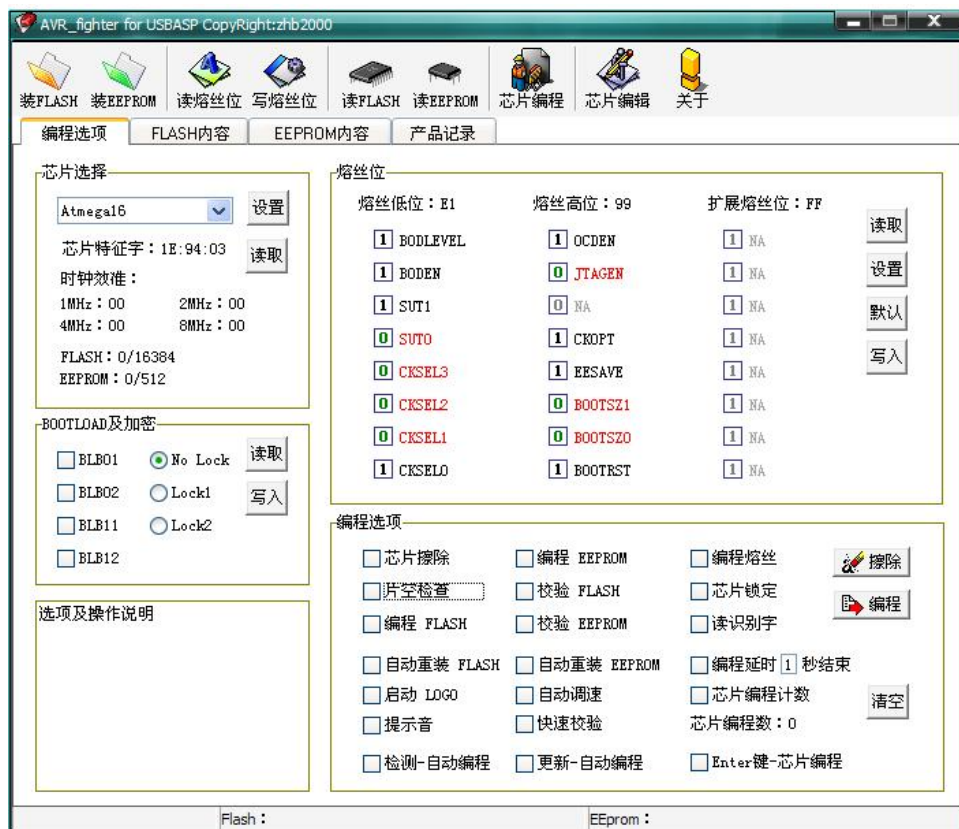 AVR_fighter for USBASP CopyRight:zhb2000
装FLASH 装EEPROM 读熔丝位 写熔丝位 读FLASH 读EEPROM 芯片编程 芯片编辑 关于
编程选项 FLASH内容 EEPROM内容 产品记录
芯片选择
Atmega16 设置
芯片特征字：1E:94:03 读取
时钟效准：
1MHz：00 2MHz：00
4MHz：00 8MHz：00
FLASH：0/16384
EEPROM：0/512
BOOTLOAD及加密
BLB01 No Lock 读取
BLB02 Lock1 写入
BLB11 Lock2
BLB12
选项及操作说明
熔丝位
熔丝低位：E1 熔丝高位：99 扩展熔丝位：FF 读取
1 BODLEVEL 1 OCDEN 1 NA
1 BODEN 0 JTAGEN 1 NA 设置
1 SUT1 0 NA 1 NA 默认
0 SUT0 1 CKOPT 1 NA 写入
0 CKSEL3 1 EESAVE 1 NA
0 CKSEL2 0 BOOTSZ1 1 NA
0 CKSEL1 0 BOOTSZ0 1 NA
1 CKSEL0 1 BOOTRST 1 NA
编程选项
芯片擦除 编程 EEPROM 编程熔丝 擦除
片空检查 校验 FLASH 芯片锁定 编程
编程 FLASH 校验 EEPROM 读识别字
自动重装 FLASH 自动重装 EEPROM 编程延时 1 秒结束
启动 LOGO 自动调速 芯片编程计数 清空
提示音 快速校验 芯片编程数：0
检测-自动编程 更新-自动编程 Enter键-芯片编程
Flash： EEprom：